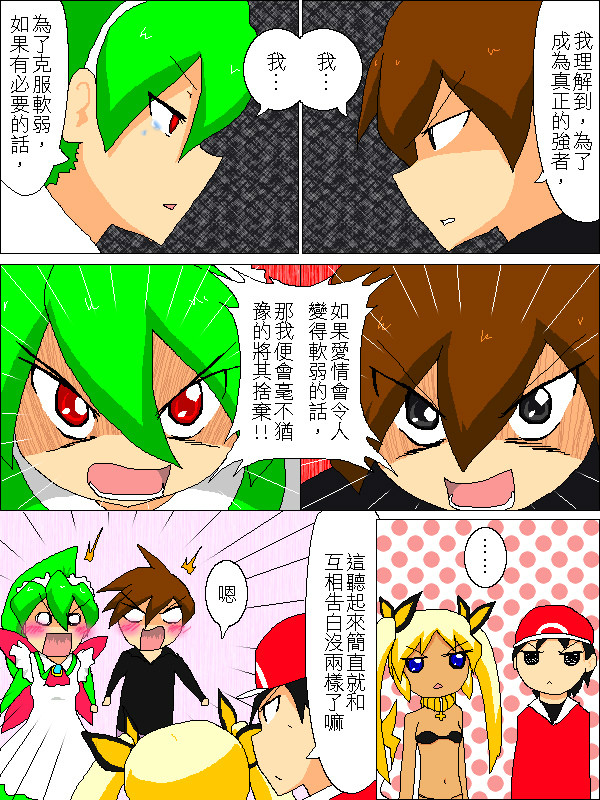 我理解到，為了
成為真正的強者，
我…
我…
為了克服軟弱，
如果有必要的話，
如果愛情會令人
變得軟弱的話，
那我便會毫不猶
豫的將其捨棄!!
……
這聽起來簡直就和
互相告白沒兩樣了嘛
嗯